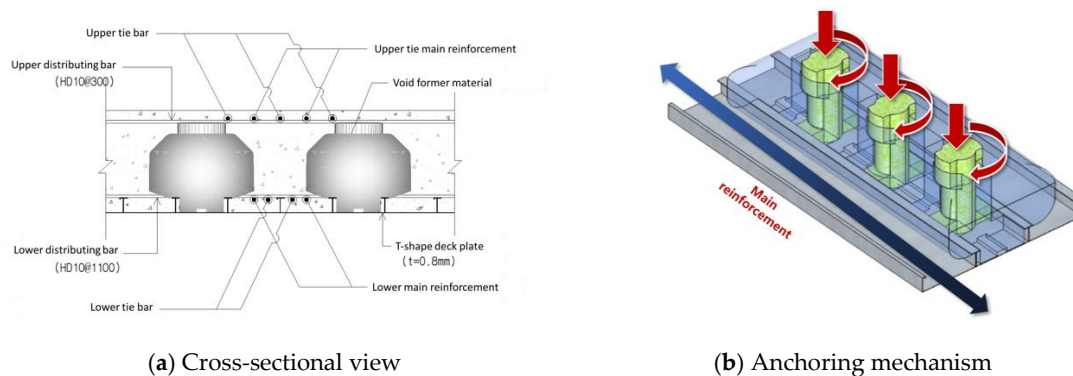 Upper tie bar
Upper tie main reinforcement
Upper distributing bar
(HD10@300)
Void former material
Lower distributing bar
(HD10@1100)
T-shape deck plate
(t=0.8mm)
Lower main reinforcement
Lower tie bar
Main
reinforcement
(a) Cross-sectional view
(b) Anchoring mechanism